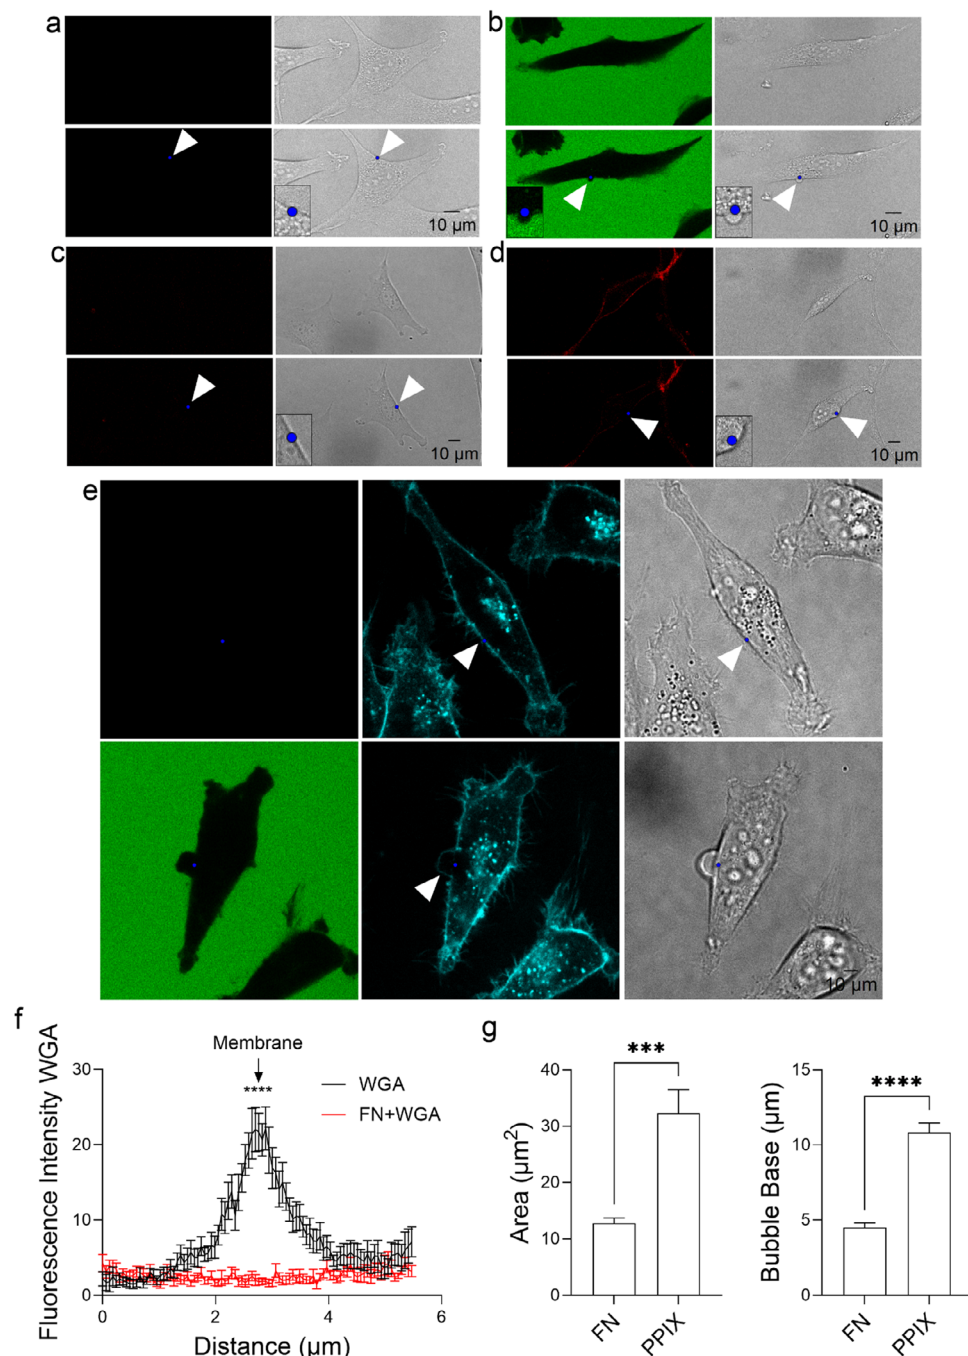 a
b
10 µm
10 µm
c
d
10 µm
10 µm
e
10 µm
f
Fluorescence Intensity WGA
30
20
10
0
0
2
4
6
Distance (µm)
Membrane
****
WGA
FN+WGA
g
Area (µm²)
40
30
20
10
0
***
FN
PPIX
Bubble Base (µm)
15
10
5
0
****
FN
PPIX